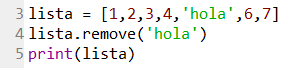 3 lista = [1,2,3,4,'hola',6,7]
4 lista.remove('hola')
5 print(lista)